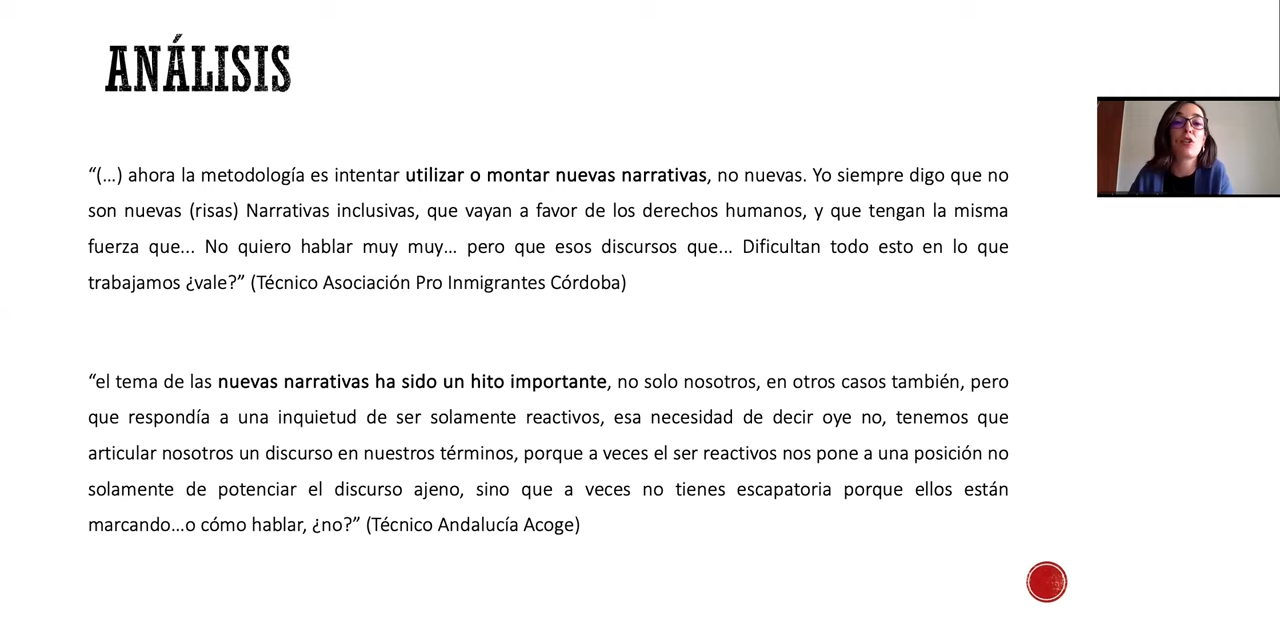 ANÁLISIS
“(…) ahora la metodología es intentar utilizar o montar nuevas narrativas, no nuevas. Yo siempre digo que no
son nuevas (risas) Narrativas inclusivas, que vayan a favor de los derechos humanos, y que tengan la misma
fuerza que... No quiero hablar muy muy… pero que esos discursos que... Dificultan todo esto en lo que
trabajamos ¿vale?” (Técnico Asociación Pro Inmigrantes Córdoba)
“el tema de las nuevas narrativas ha sido un hito importante, no solo nosotros, en otros casos también, pero
que respondía a una inquietud de ser solamente reactivos, esa necesidad de decir oye no, tenemos que
articular nosotros un discurso en nuestros términos, porque a veces el ser reactivos nos pone a una posición no
solamente de potenciar el discurso ajeno, sino que a veces no tienes escapatoria porque ellos están
marcando…o cómo hablar, ¿no?” (Técnico Andalucía Acoge)